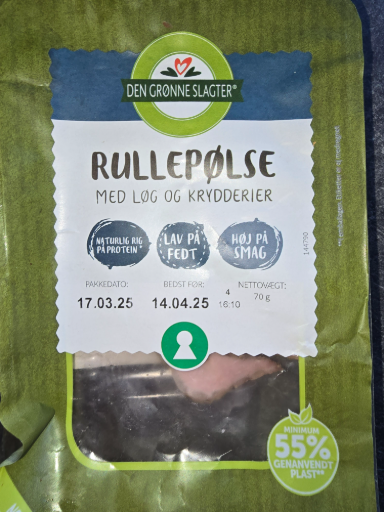 DEN GRØNNE SLAGTER®
RULLEPØLSE
MED LØG OG KRYDDERIER
NATURLIG RIG
PÅ PROTEIN
LAV PÅ
FEDT
HØJ PÅ
SMAG
PAKKEDATO:
17.03.25
BEDST FØR:
14.04.25
4
16:10
NETTOVÆGT:
70 g
144790
MINIMUM
55%
GENANVENDT
PLAST**